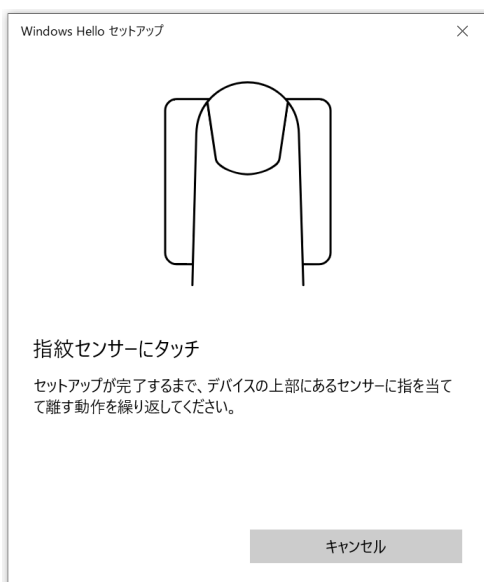 Windows Hello セットアップ
指紋センサーにタッチ
セットアップが完了するまで、デバイスの上部にあるセンサーに指を当て
て離す動作を繰り返してください。
キャンセル